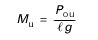 Mᵤ = Pₒᵤ / ℓg